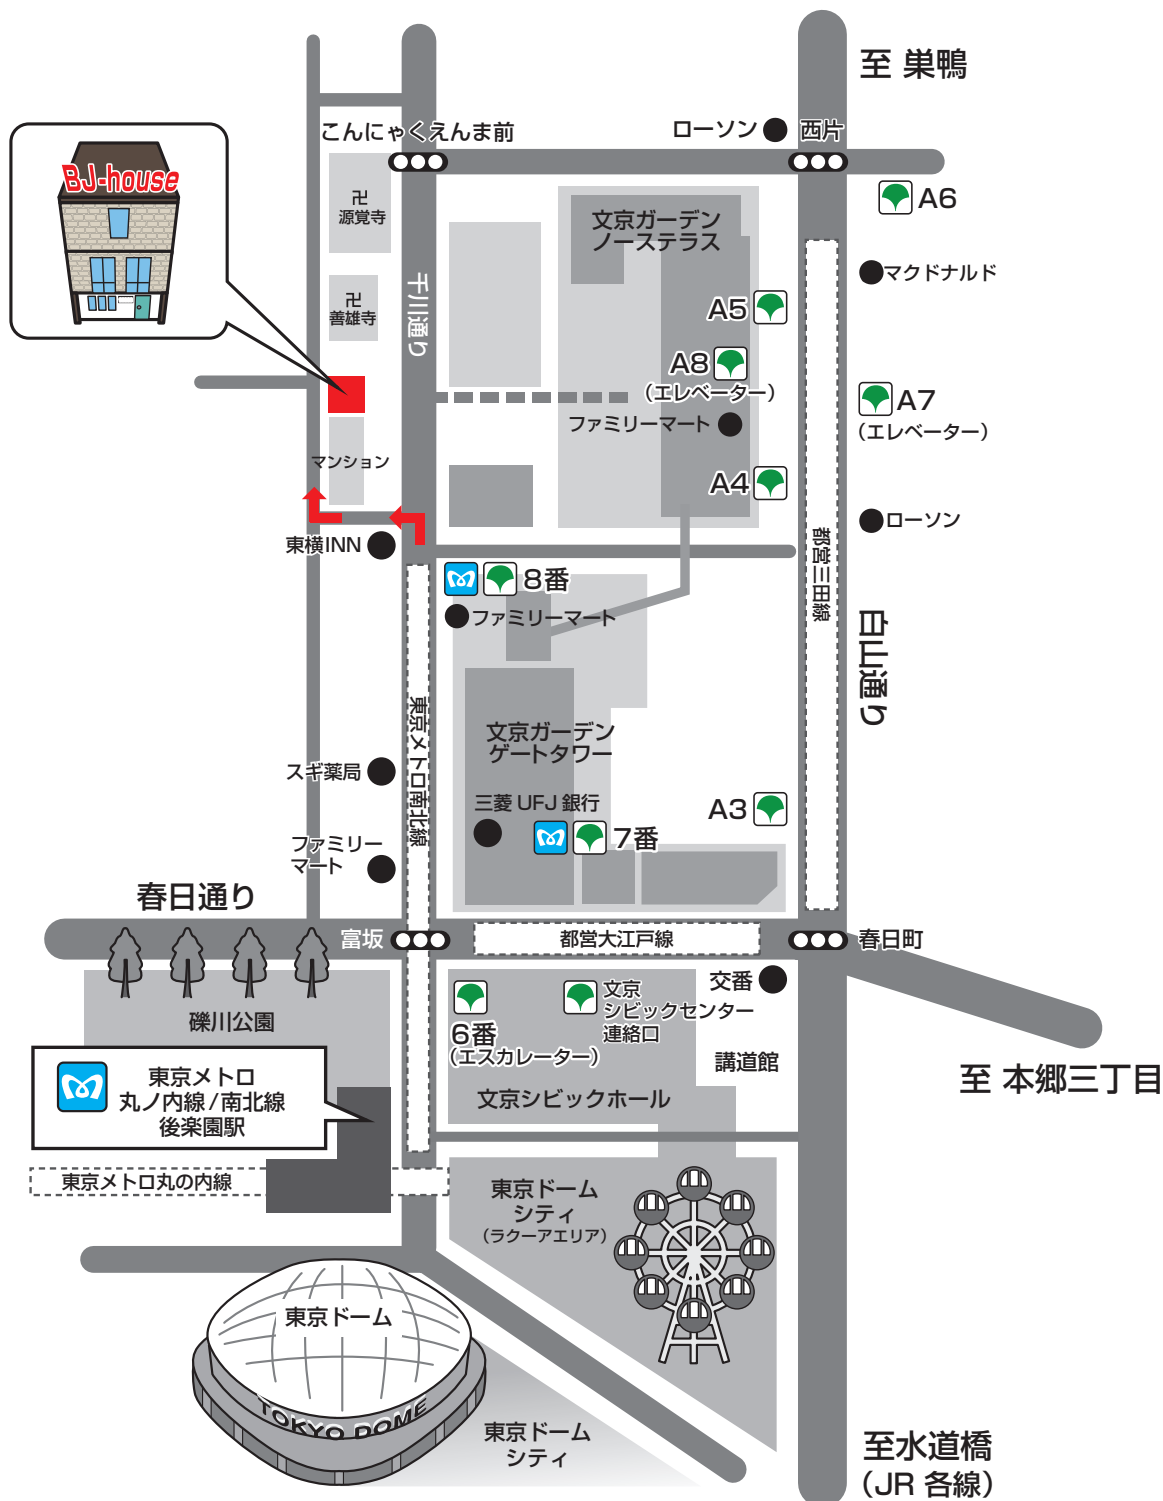 至 巣鴨
ローソン
西片
こんにゃくえんま前
BJ-house
卍
源覚寺
A6
文京ガーデン
ノーステラス
マクドナルド
卍
善雄寺
千川通り
A5
A8
（エレベーター）
A7
（エレベーター）
ファミリーマート
マンション
A4
ローソン
東横INN
都営三田線
8番
ファミリーマート
白山通り
東京メトロ南北線
文京ガーデン
ゲートタワー
スギ薬局
三菱 UFJ 銀行
A3
7番
ファミリー
マート
春日通り
富坂
都営大江戸線
春日町
交番
文京
シビックセンター
連絡口
6番
（エスカレーター）
礫川公園
講道館
東京メトロ
丸ノ内線/南北線
後楽園駅
文京シビックホール
至 本郷三丁目
東京メトロ丸の内線
東京ドーム
シティ
（ラクーアエリア）
東京ドーム
TOKYO DOME
東京ドーム
シティ
至水道橋
（JR 各線）